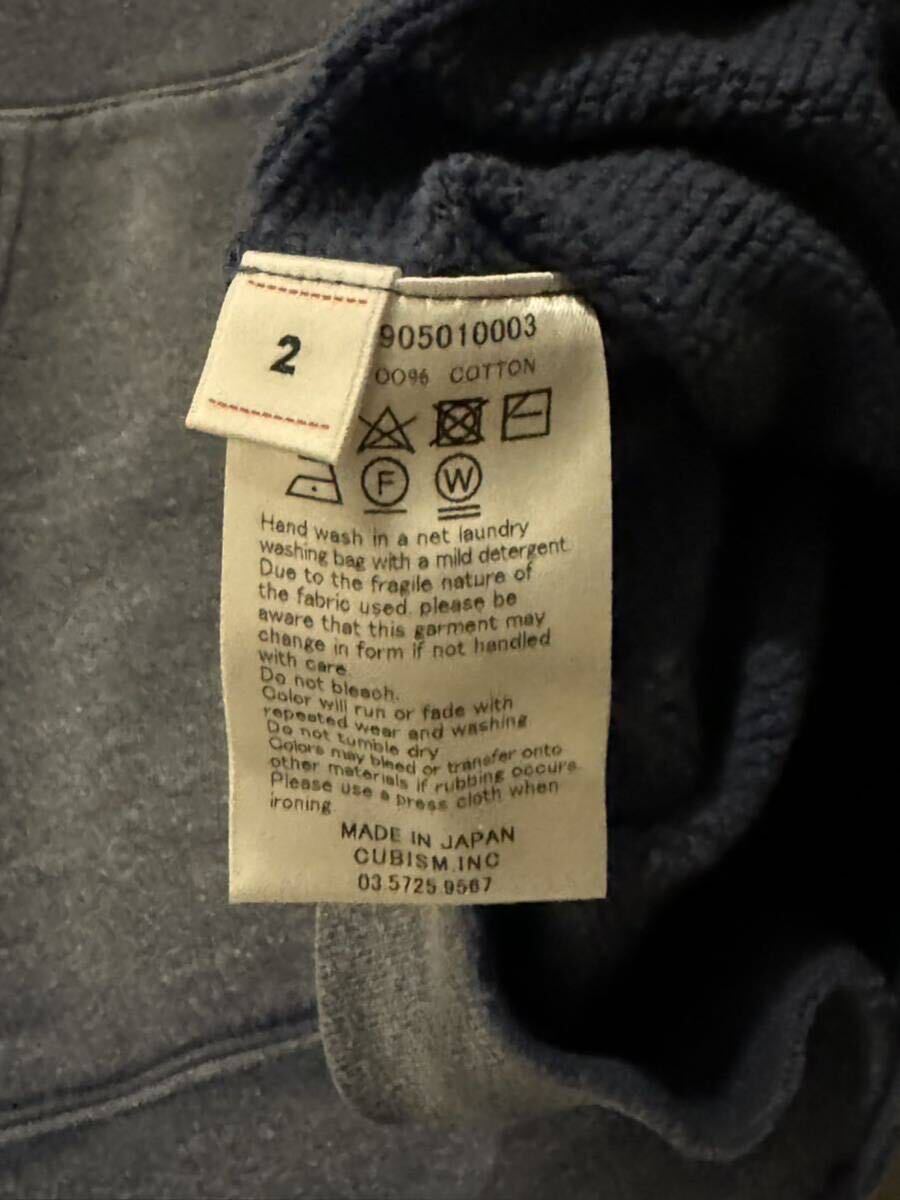 2
905010003
00% COTTON
F W
Hand wash in a net laundry
washing bag with a mild detergent.
Due to the fragile nature of
the fabric used, please be
aware that this garment may
change in form if not handled
with care.
Do not bleach.
Color will run or fade with
repeated wear and washing
Do not tumble dry
Colors may bleed or transfer onto
other materials if rubbing occurs.
Please use a press cloth when
ironing.
MADE IN JAPAN
CUBISM.INC
03.5725.9567